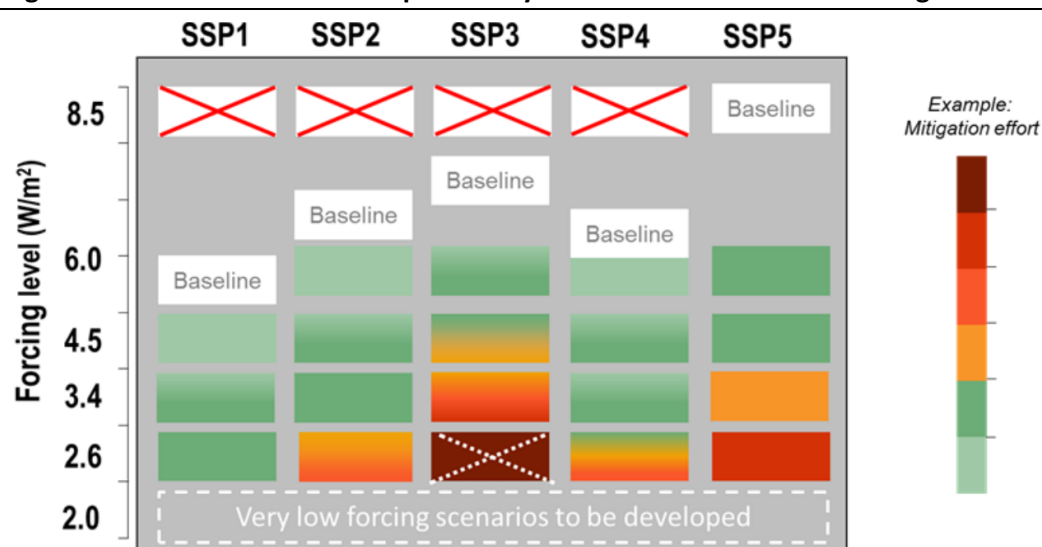 SSP1 SSP2 SSP3 SSP4 SSP5
8.5
Baseline
Example:
Mitigation effort
Baseline
Baseline
Baseline
6.0
Baseline
Forcing level (W/m²)
4.5
3.4
2.6
2.0
Very low forcing scenarios to be developed